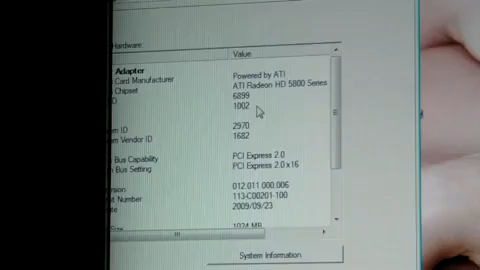 Hardware
Value
Adapter
Card Manufacturer Powered by ATI
Chipset ATI Radeon HD 5800 Series
6899
1002
ID 2970
Vendor ID 1682
Bus Capability PCI Express 2.0
Bus Setting PCI Express 2.0 x16
012.011.000.006
Number 113-C00201-100
2009/09/23
Size 1024 MB
System Information